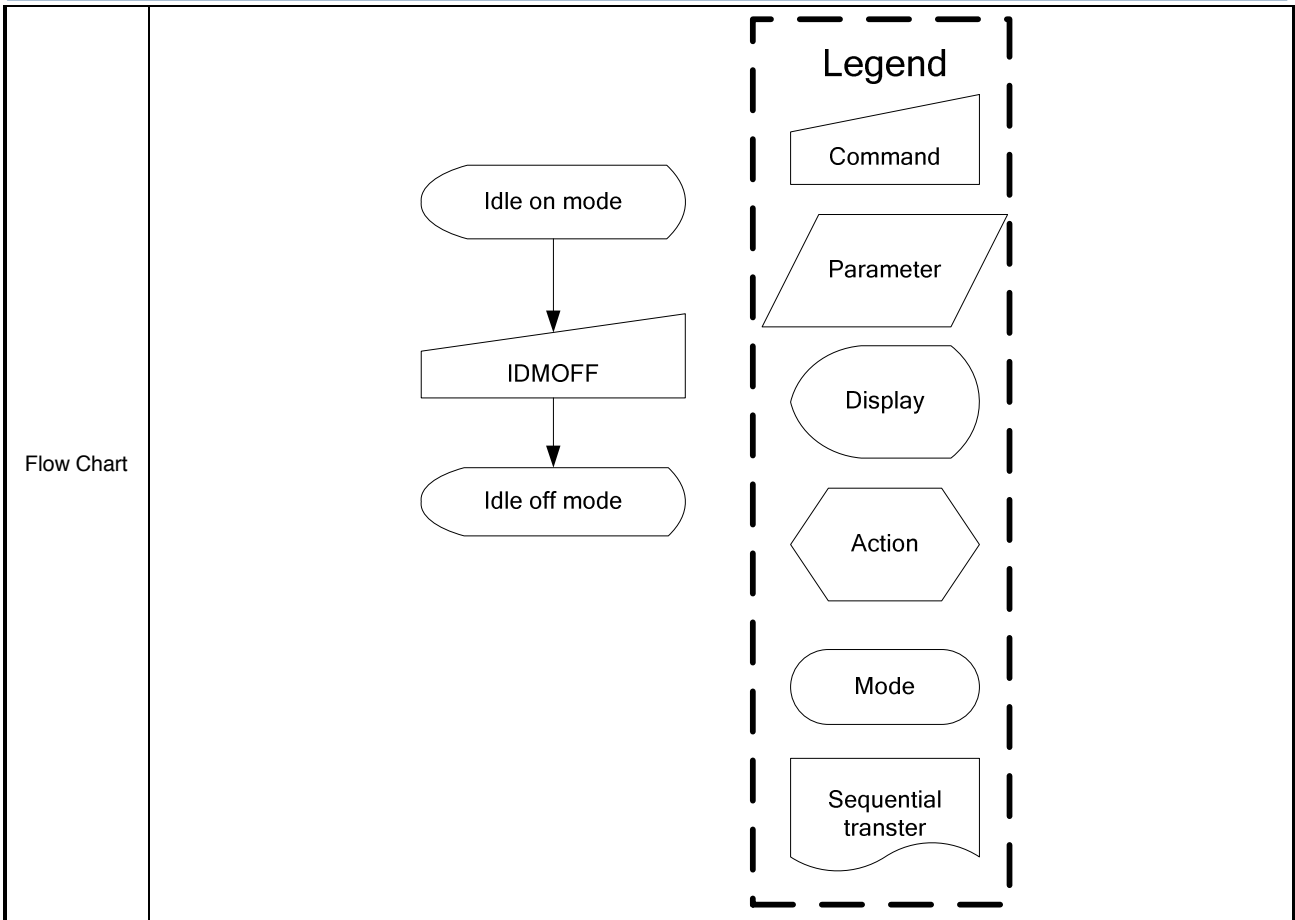 Flow Chart
Idle on mode
IDMOFF
Idle off mode
Legend
Command
Parameter
Display
Action
Mode
Sequential
transter